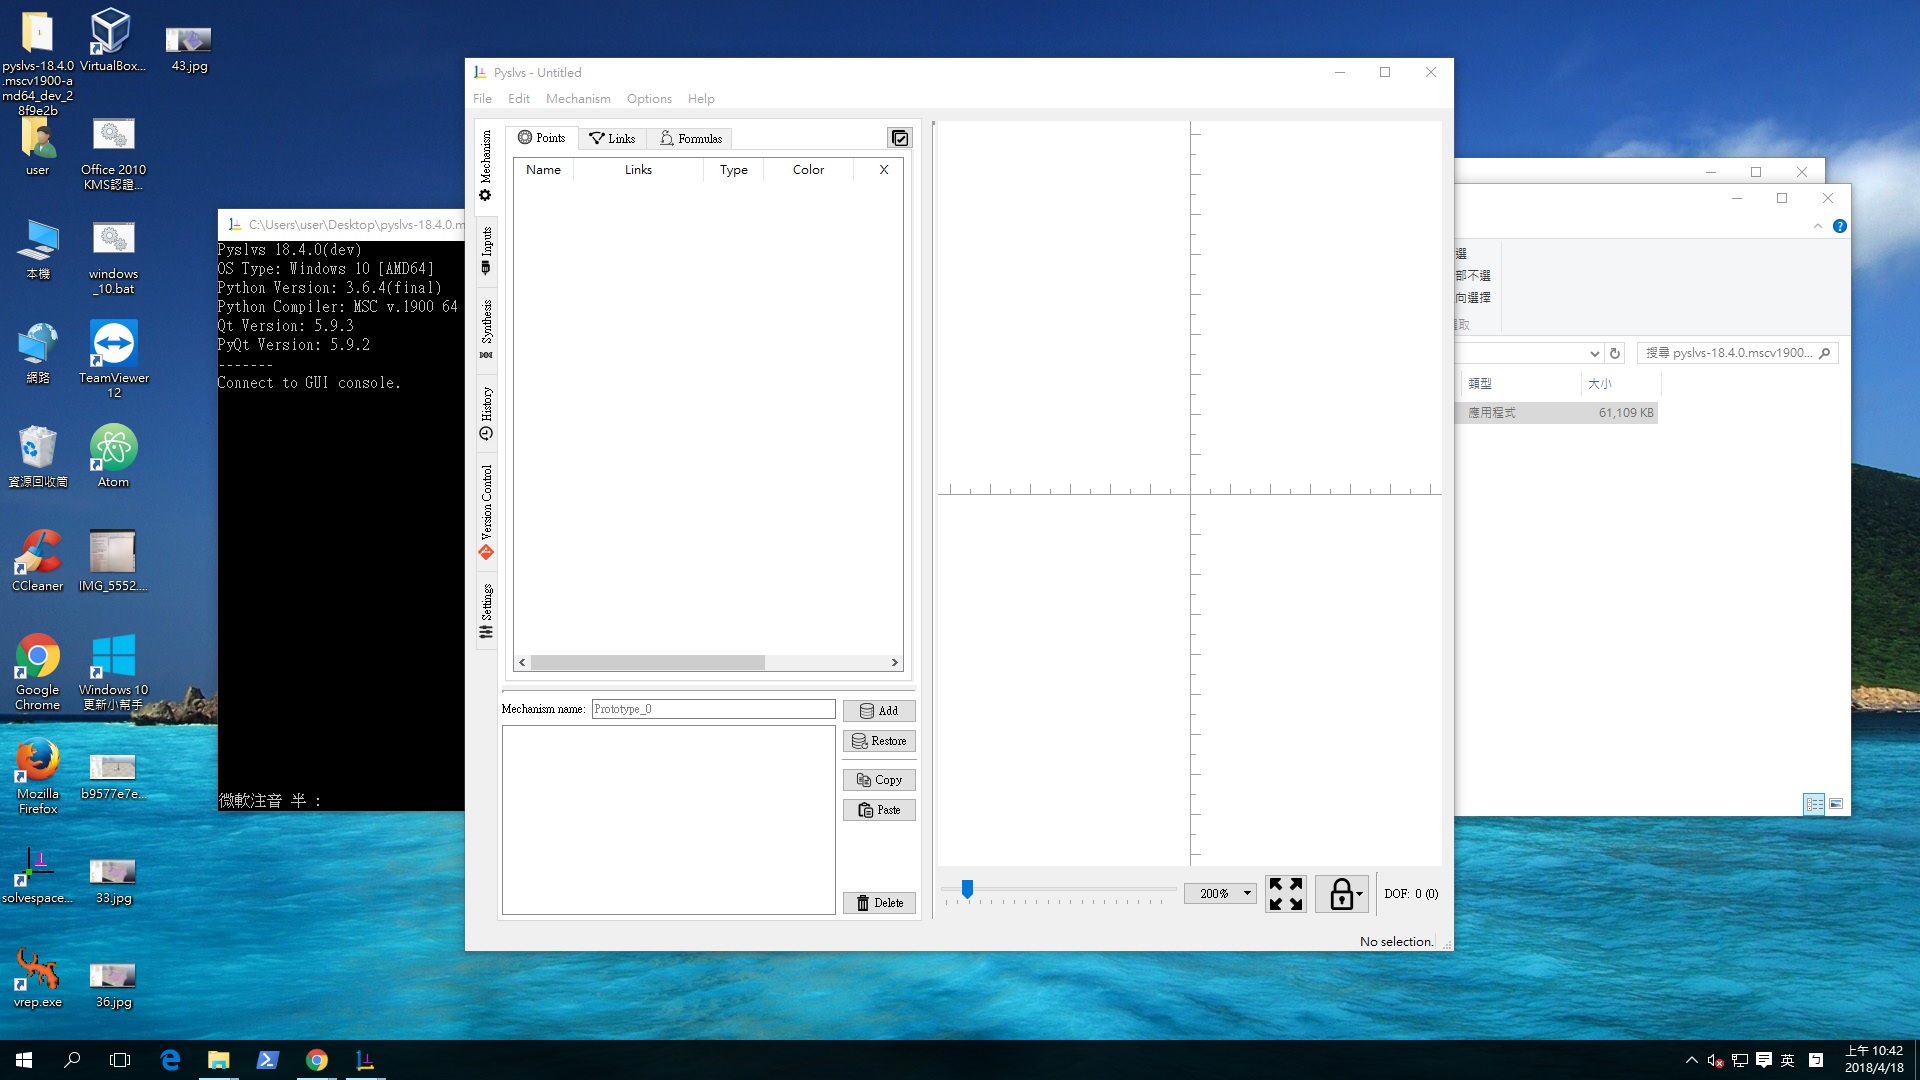 pyslvs-18.4.0
.mscv1900-a
md64_dev_2
8f9e2b
VirtualBox...
43.jpg
user
Office 2010
KMS認證...
本機
windows
_10.bat
網路
TeamViewer
12
資源回收筒
Atom
CCleaner
IMG_5552....
Google
Chrome
Windows 10
更新小幫手
Mozilla
Firefox
b9577e7e...
solvespace...
33.jpg
vrep.exe
36.jpg
C:\Users\user\Desktop\pyslvs-18.4.0.m
Pyslvs 18.4.0(dev)
OS Type: Windows 10 [AMD64]
Python Version: 3.6.4(final)
Python Compiler: MSC v.1900 64
Qt Version: 5.9.3
PyQt Version: 5.9.2
-------
Connect to GUI console.
微軟注音 半 :
Pyslvs - Untitled
File Edit Mechanism Options Help
Mechanism
Inputs
Synthesis
History
Version Control
Settings
Points Links Formulas
Name Links Type Color X
Mechanism name: Prototype_0
Add
Restore
Copy
Paste
Delete
200%
DOF: 0 (0)
No selection.
選
部不選
向選擇
選取
搜尋 pyslvs-18.4.0.mscv1900...
類型 大小
應用程式 61,109 KB
英
上午 10:42
2018/4/18